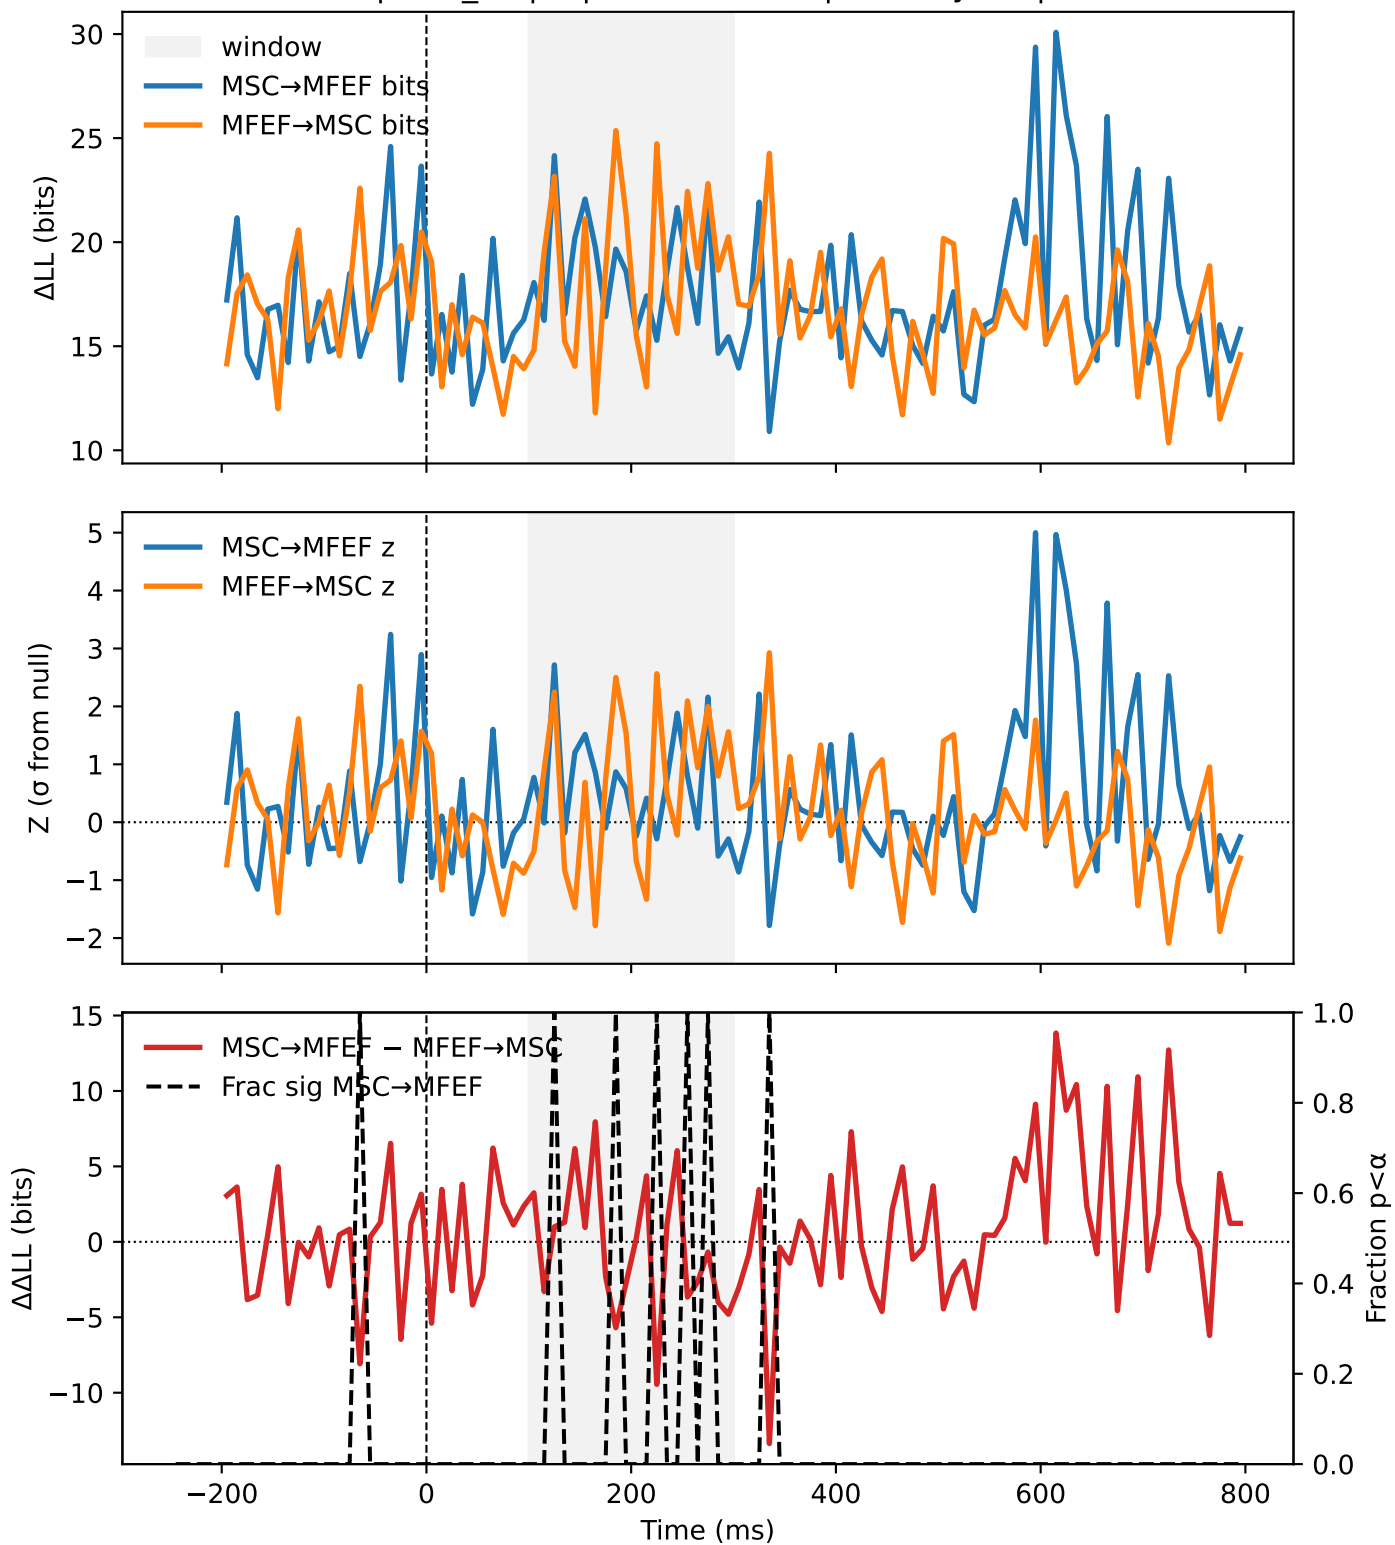 30
25
20
15
10
ΔLL (bits)
window
MSC→MFEF bits
MFEF→MSC bits
5
4
3
2
1
0
−1
−2
Z (σ from null)
MSC→MFEF z
MFEF→MSC z
15
10
5
0
−5
−10
ΔΔLL (bits)
MSC→MFEF − MFEF→MSC
Frac sig MSC→MFEF
1.0
0.8
0.6
0.4
0.2
0.0
Fraction p<α
−200 0 200 400 600 800
Time (ms)